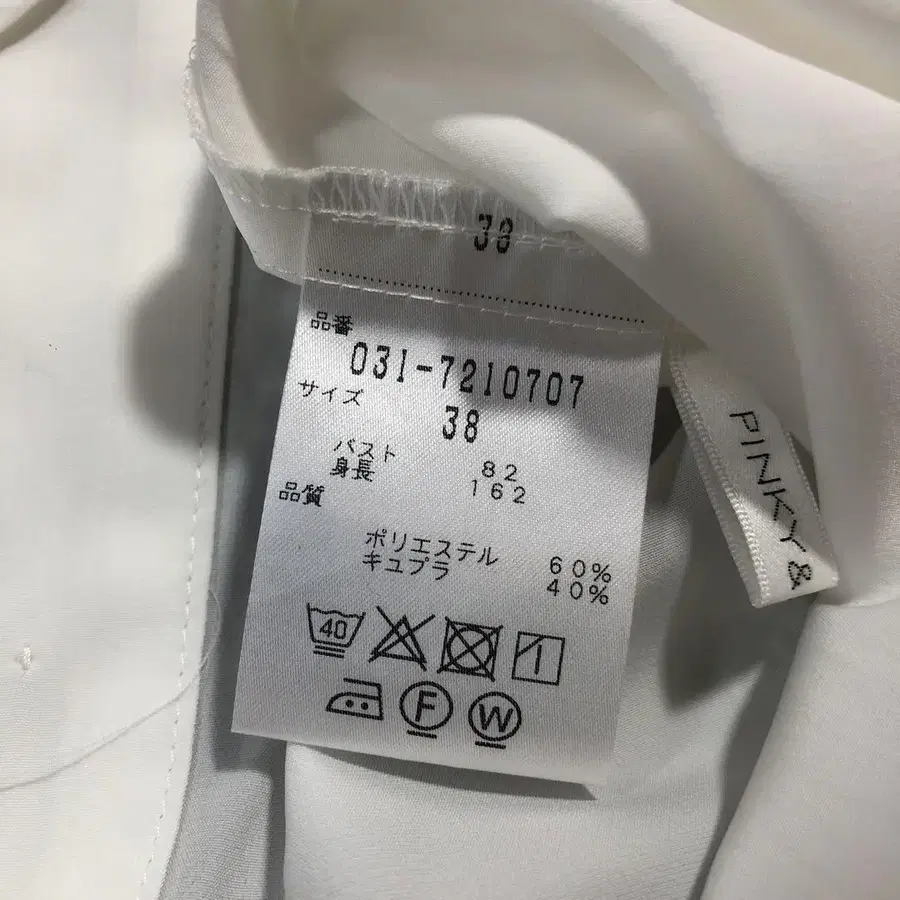 38
品番
031-7210707
サイズ
38
バスト 82
身長 162
品質
ポリエステル 60%
キュプラ 40%
40
F W
PINKY &